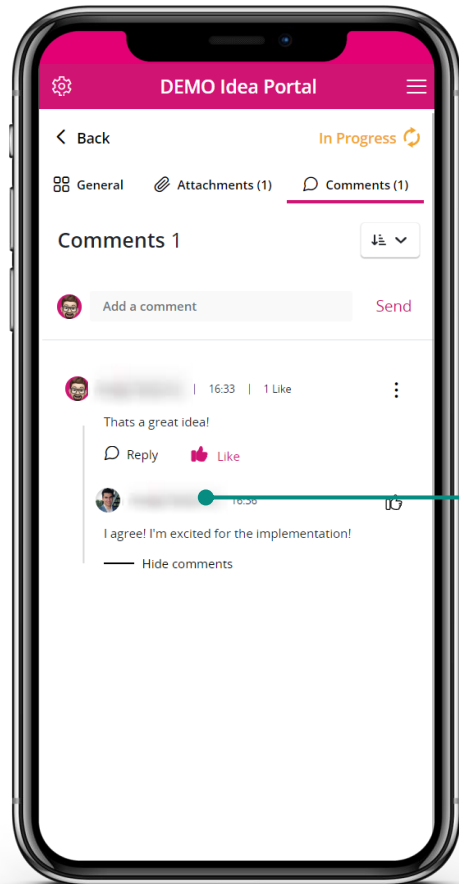 DEMO Idea Portal
Back
In Progress
General
Attachments (1)
Comments (1)
Comments 1
Add a comment
Send
| 16:33 | 1 Like
Thats a great idea!
Reply
Like
16:36
I agree! I'm excited for the implementation!
Hide comments